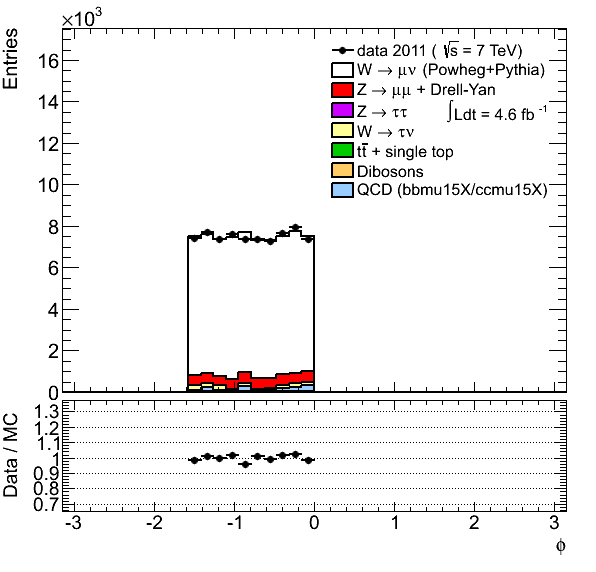 ×10³
Entries
16
14
12
10
8
6
4
2
0
data 2011 ( √s = 7 TeV)
W → μν (Powheg+Pythia)
Z → μμ + Drell-Yan
Z → ττ
∫Ldt = 4.6 fb⁻¹
W → τν
tt̅ + single top
Dibosons
QCD (bbmu15X/ccmu15X)
Data / MC
1.3
1.2
1.1
1
0.9
0.8
0.7
-3 -2 -1 0 1 2 3
ϕ